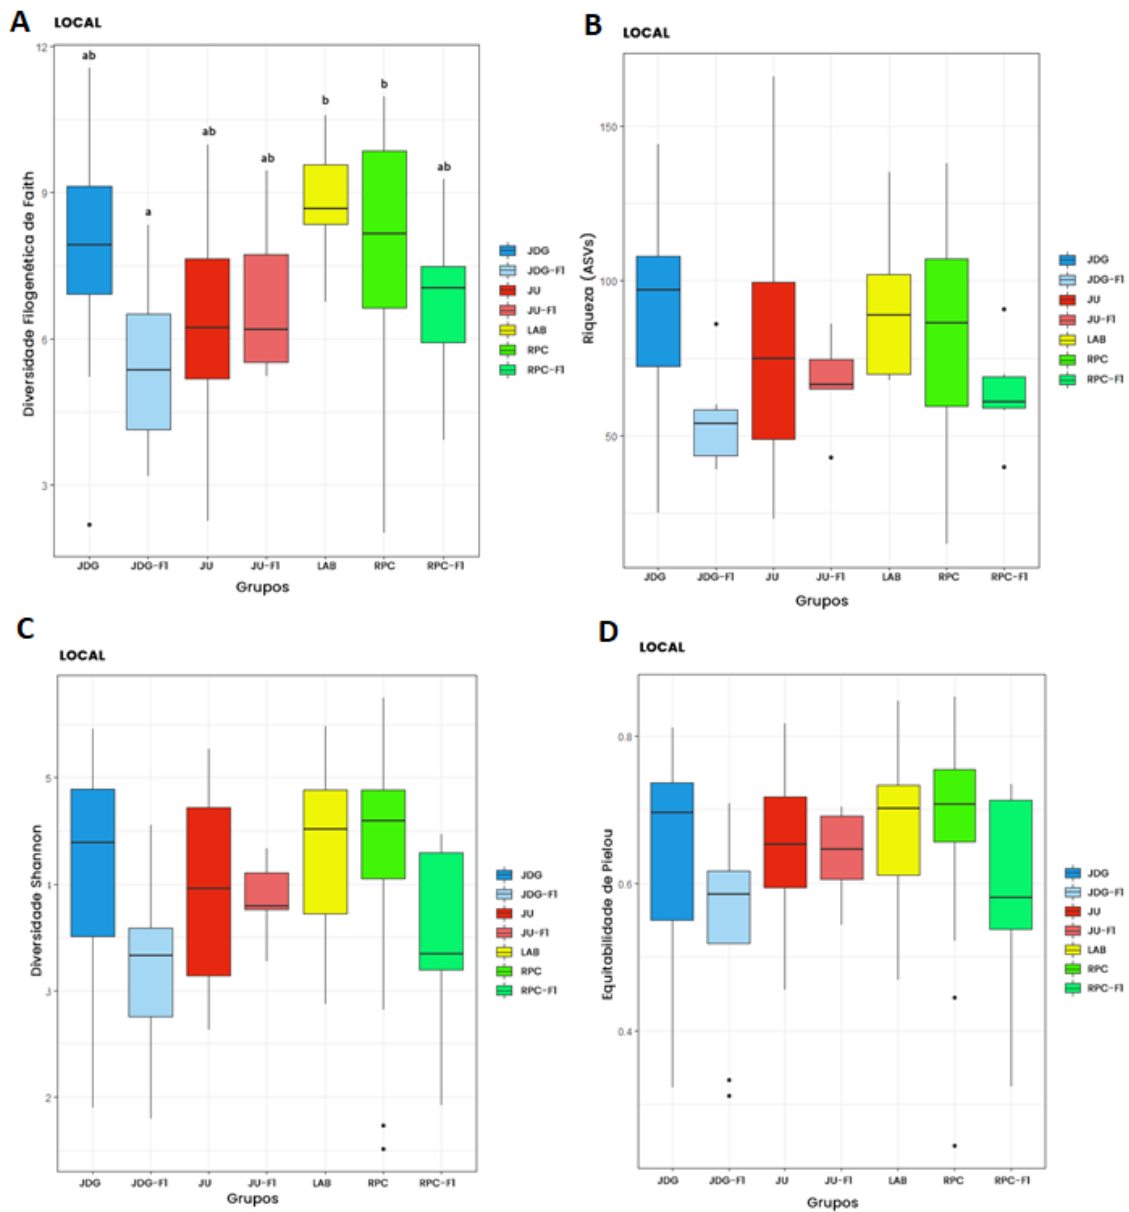 A
LOCAL
12
9
6
3
ab
a
ab
ab
b
b
ab
Diversidade Filogenética de Faith
JDG
JDG-F1
JU
JU-F1
LAB
RPC
RPC-F1
Grupos
JDG
JDG-F1
JU
JU-F1
LAB
RPC
RPC-F1
B
LOCAL
150
100
50
Riqueza (ASVs)
JDG
JDG-F1
JU
JU-F1
LAB
RPC
RPC-F1
Grupos
JDG
JDG-F1
JU
JU-F1
LAB
RPC
RPC-F1
C
LOCAL
5
3
2
Diversidade Shannon
JDG
JDG-F1
JU
JU-F1
LAB
RPC
RPC-F1
Grupos
JDG
JDG-F1
JU
JU-F1
LAB
RPC
RPC-F1
D
LOCAL
0.8
0.6
0.4
Equitabilidade de Pielou
JDG
JDG-F1
JU
JU-F1
LAB
RPC
RPC-F1
Grupos
JDG
JDG-F1
JU
JU-F1
LAB
RPC
RPC-F1